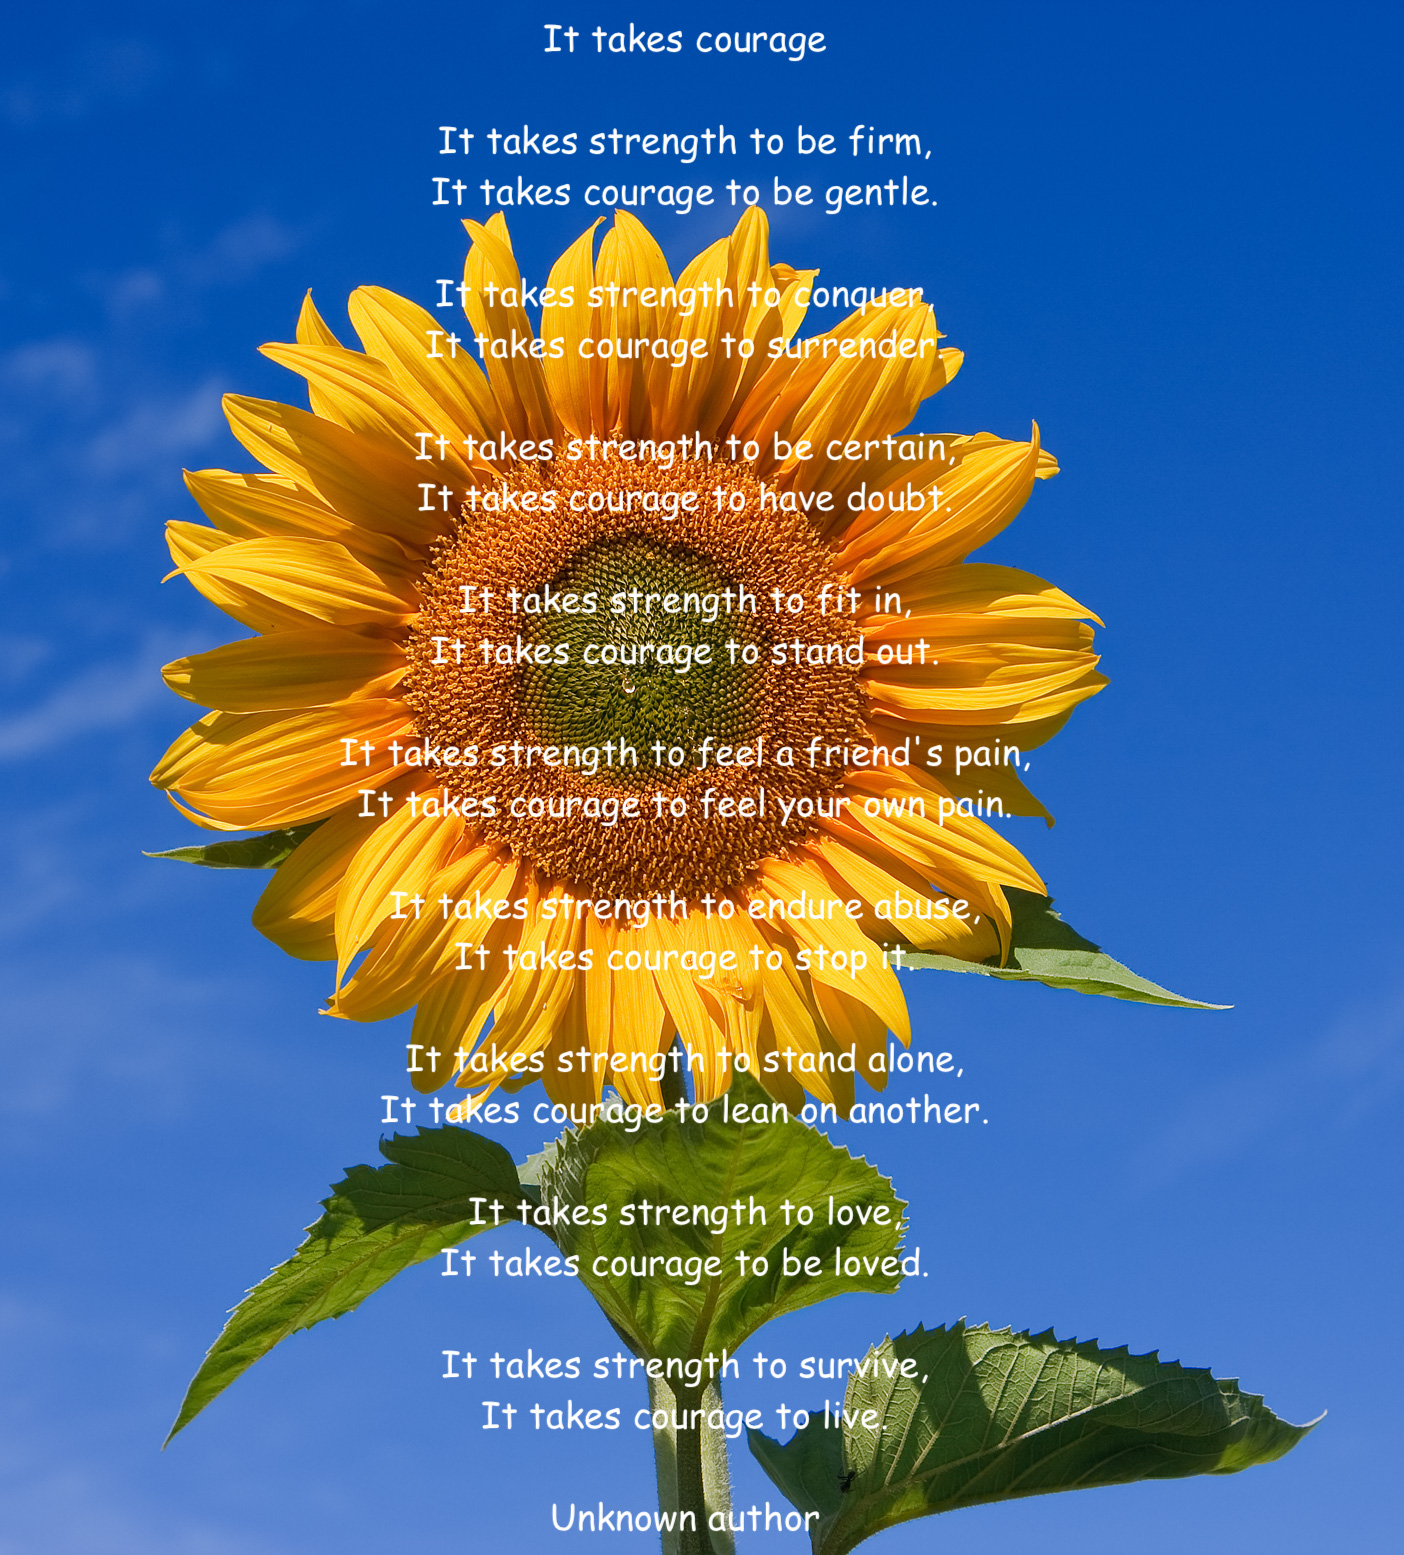 It takes courage
It takes strength to be firm,
It takes courage to be gentle.
It takes strength to conquer,
It takes courage to surrender.
It takes strength to be certain,
It takes courage to have doubt.
It takes strength to fit in,
It takes courage to stand out.
It takes strength to feel a friend's pain,
It takes courage to feel your own pain.
It takes strength to endure abuse,
It takes courage to stop it.
It takes strength to stand alone,
It takes courage to lean on another.
It takes strength to love,
It takes courage to be loved.
It takes strength to survive,
It takes courage to live.
Unknown author